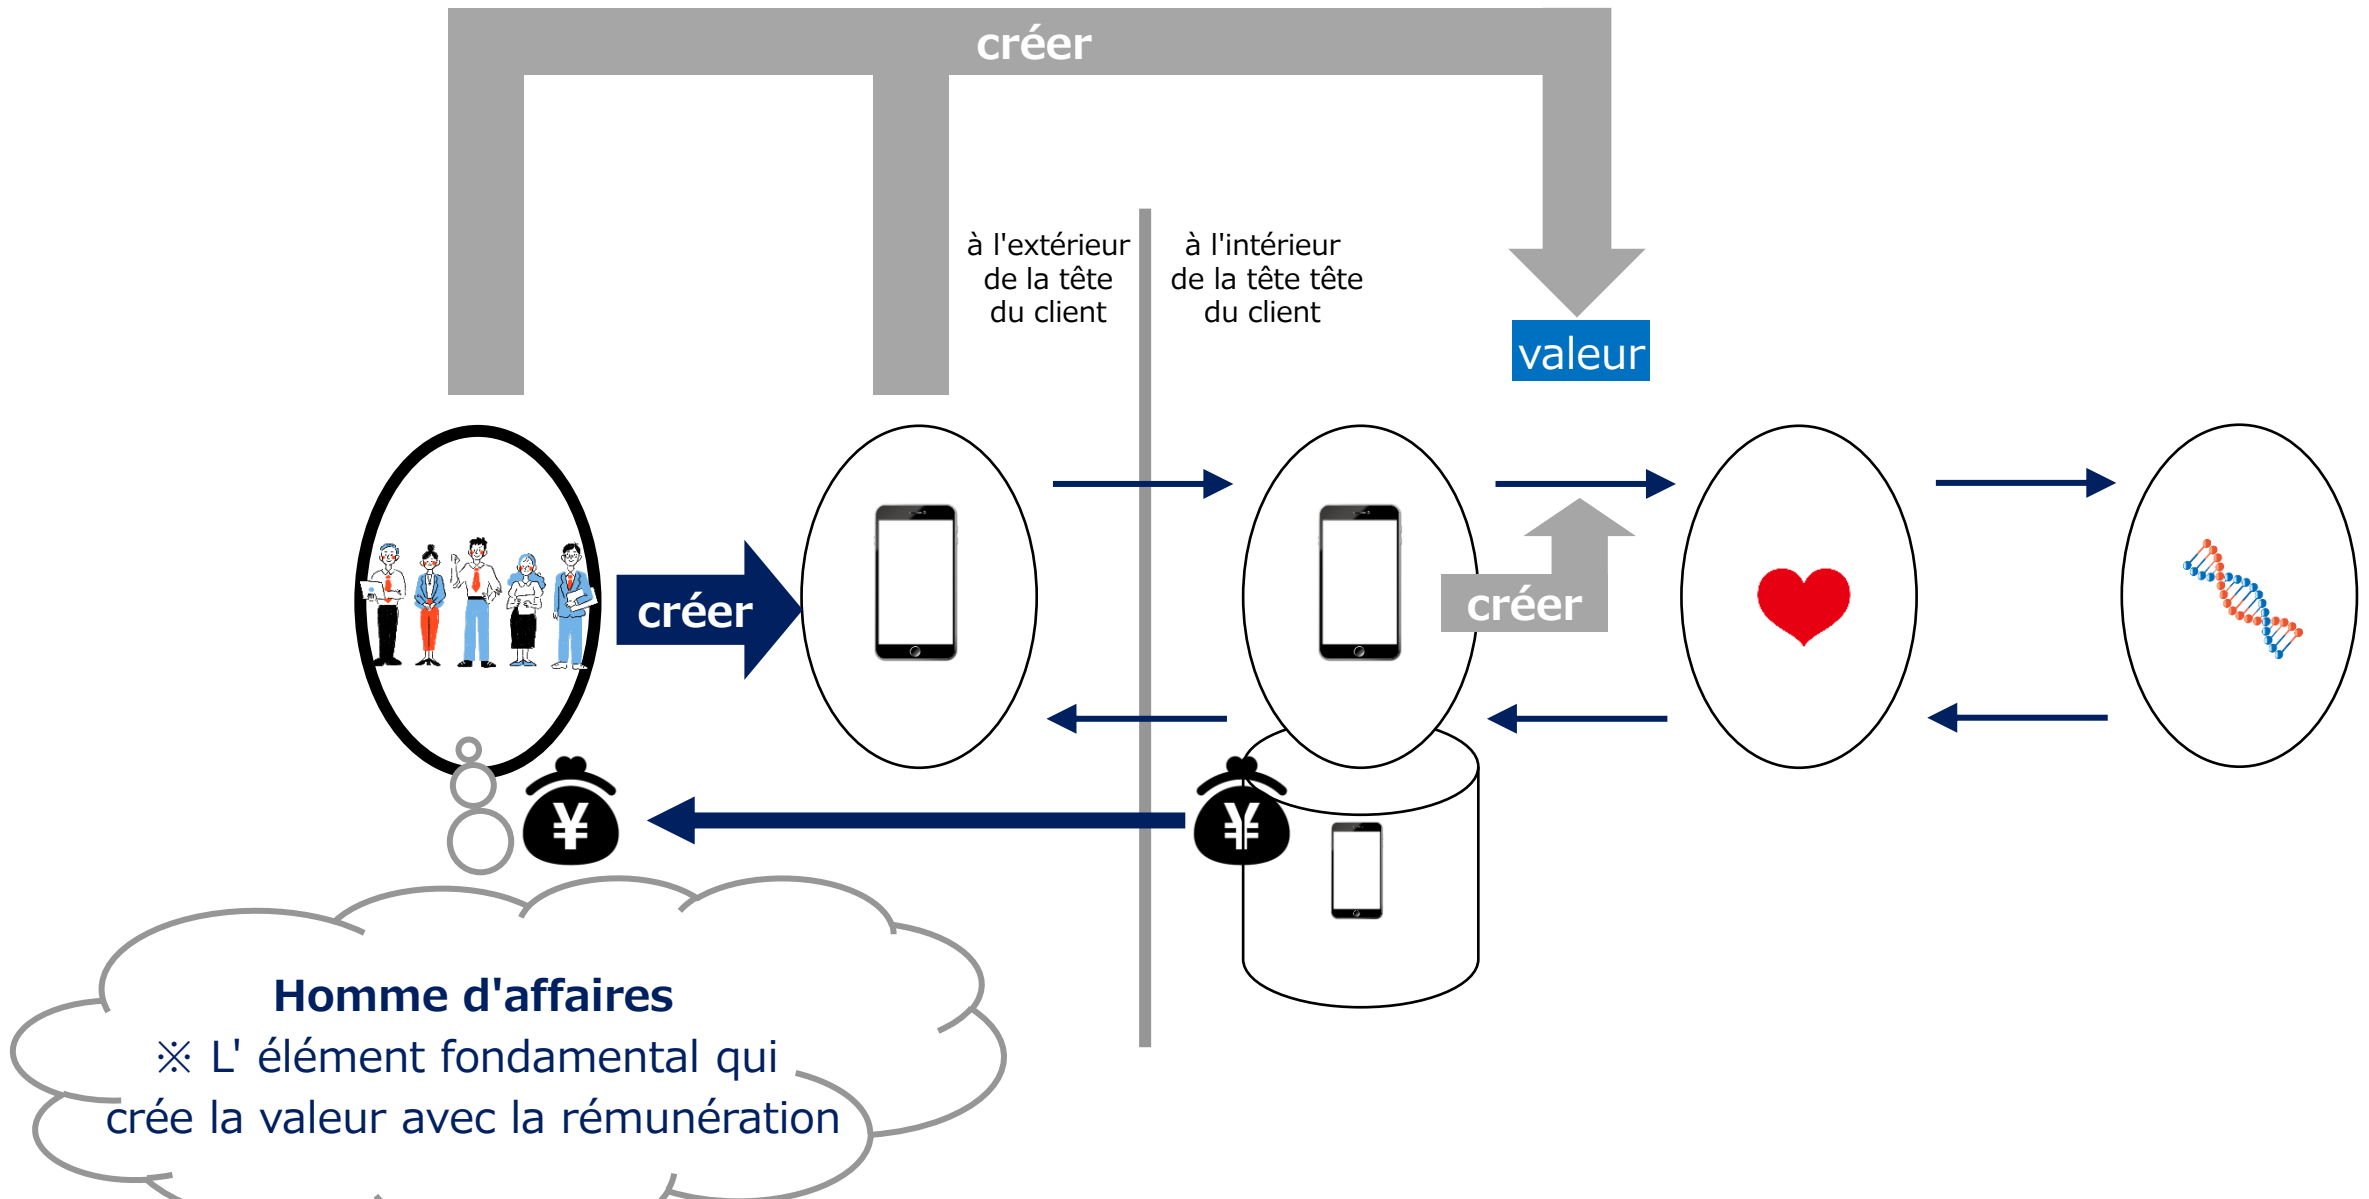 créer
à l'extérieur
de la tête
du client
à l'intérieur
de la tête tête
du client
valeur
créer
créer
¥
¥
Homme d'affaires
※ L' élément fondamental qui
crée la valeur avec la rémunération